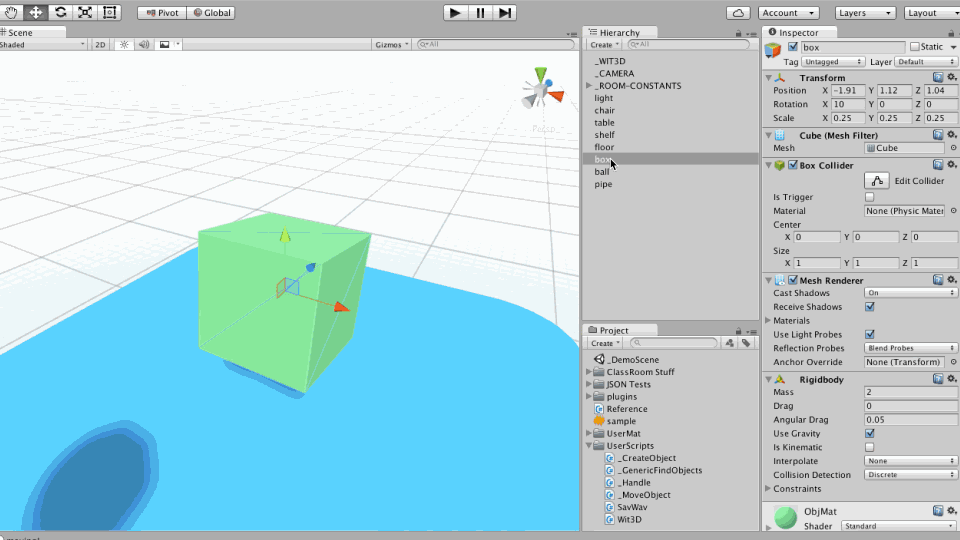 Pivot Global Account Layers Layout
Scene
Shaded 2D Gizmos All
Hierarchy
Create All
_WIT3D
_CAMERA
_ROOM-CONSTANTS
light
chair
table
shelf
floor
box
ball
pipe
Project
Create
_DemoScene
ClassRoom Stuff
JSON Tests
plugins
Reference
sample
UserMat
UserScripts
_CreateObject
_GenericFindObjects
_Handle
_MoveObject
SavWav
Wit3D
Inspector
box Static
Tag Untagged Layer Default
Transform
Position X -1.91 Y 1.12 Z 1.04
Rotation X 10 Y 0 Z 0
Scale X 0.25 Y 0.25 Z 0.25
Cube (Mesh Filter)
Mesh Cube
Box Collider
Edit Collider
Is Trigger
Material None (Physic Mater
Center
X 0 Y 0 Z 0
Size
X 1 Y 1 Z 1
Mesh Renderer
Cast Shadows On
Receive Shadows
Materials
Use Light Probes
Reflection Probes Blend Probes
Anchor Override None (Transform)
Rigidbody
Mass 2
Drag 0
Angular Drag 0.05
Use Gravity
Is Kinematic
Interpolate None
Collision Detection Discrete
Constraints
ObjMat
Shader Standard